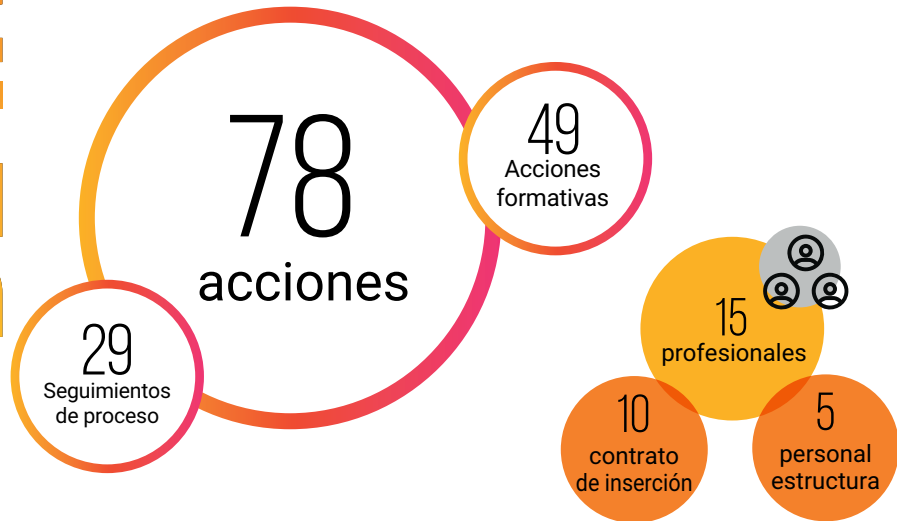 78
acciones
49
Acciones
formativas
29
Seguimientos
de proceso
15
profesionales
10
contrato
de inserción
5
personal
estructura